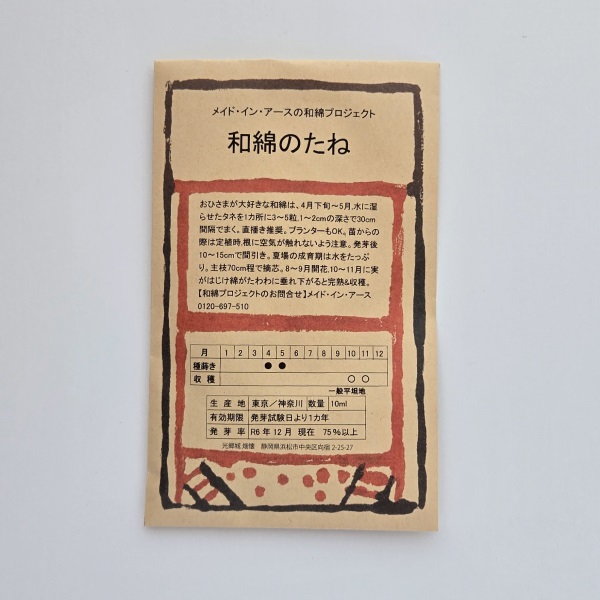 メイド・イン・アースの和綿プロジェクト
和綿のたね
おひさまが大好きな和綿は、4月下旬～5月、水に湿
らせたタネを1カ所に3～5粒、1～2cmの深さで30cm
間隔でまく。直播き推奨。プランターもOK。苗からの
際は定植時、根に空気が触れないよう注意。発芽後
10～15cmで間引き。夏場の成育期は水をたっぷ
り。主枝70cm程で摘芯。8～9月開花、10～11月に実
がはじけ綿がたわわに垂れ下がると完熟&収穫。
【和綿プロジェクトのお問合せ】メイド・イン・アース
0120-697-510
月 1 2 3 4 5 6 7 8 9 10 11 12
種蒔き ● ●
収穫 ○ ○
一般平坦地
生産地 東京／神奈川 数量 10ml
有効期限 発芽試験日より1カ年
発芽率 R6年12月 現在 75%以上
光郷城 畑懐 静岡県浜松市中央区向宿2-25-27